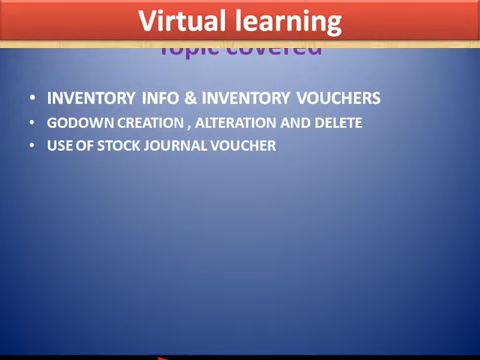 Virtual learning
Topic covered
• INVENTORY INFO & INVENTORY VOUCHERS
• GODOWN CREATION , ALTERATION AND DELETE
• USE OF STOCK JOURNAL VOUCHER